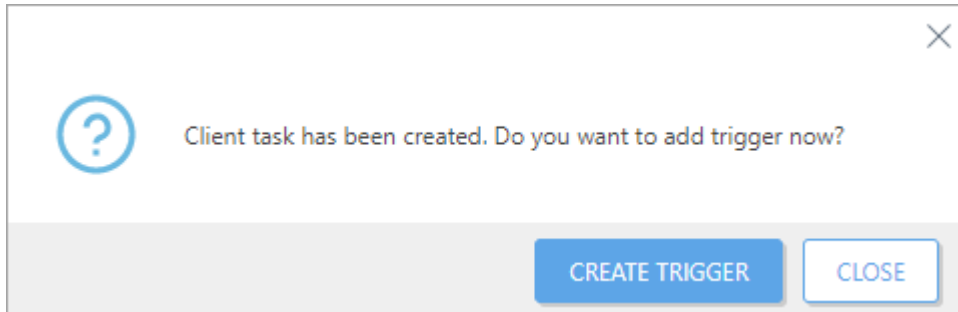 Client task has been created. Do you want to add trigger now?
CREATE TRIGGER
CLOSE